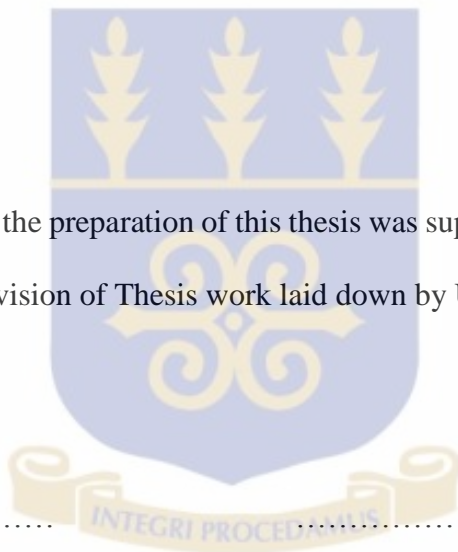 the preparation of this thesis was sup
vision of Thesis work laid down by
..... ................
INTEGRI PROCEDAMUS